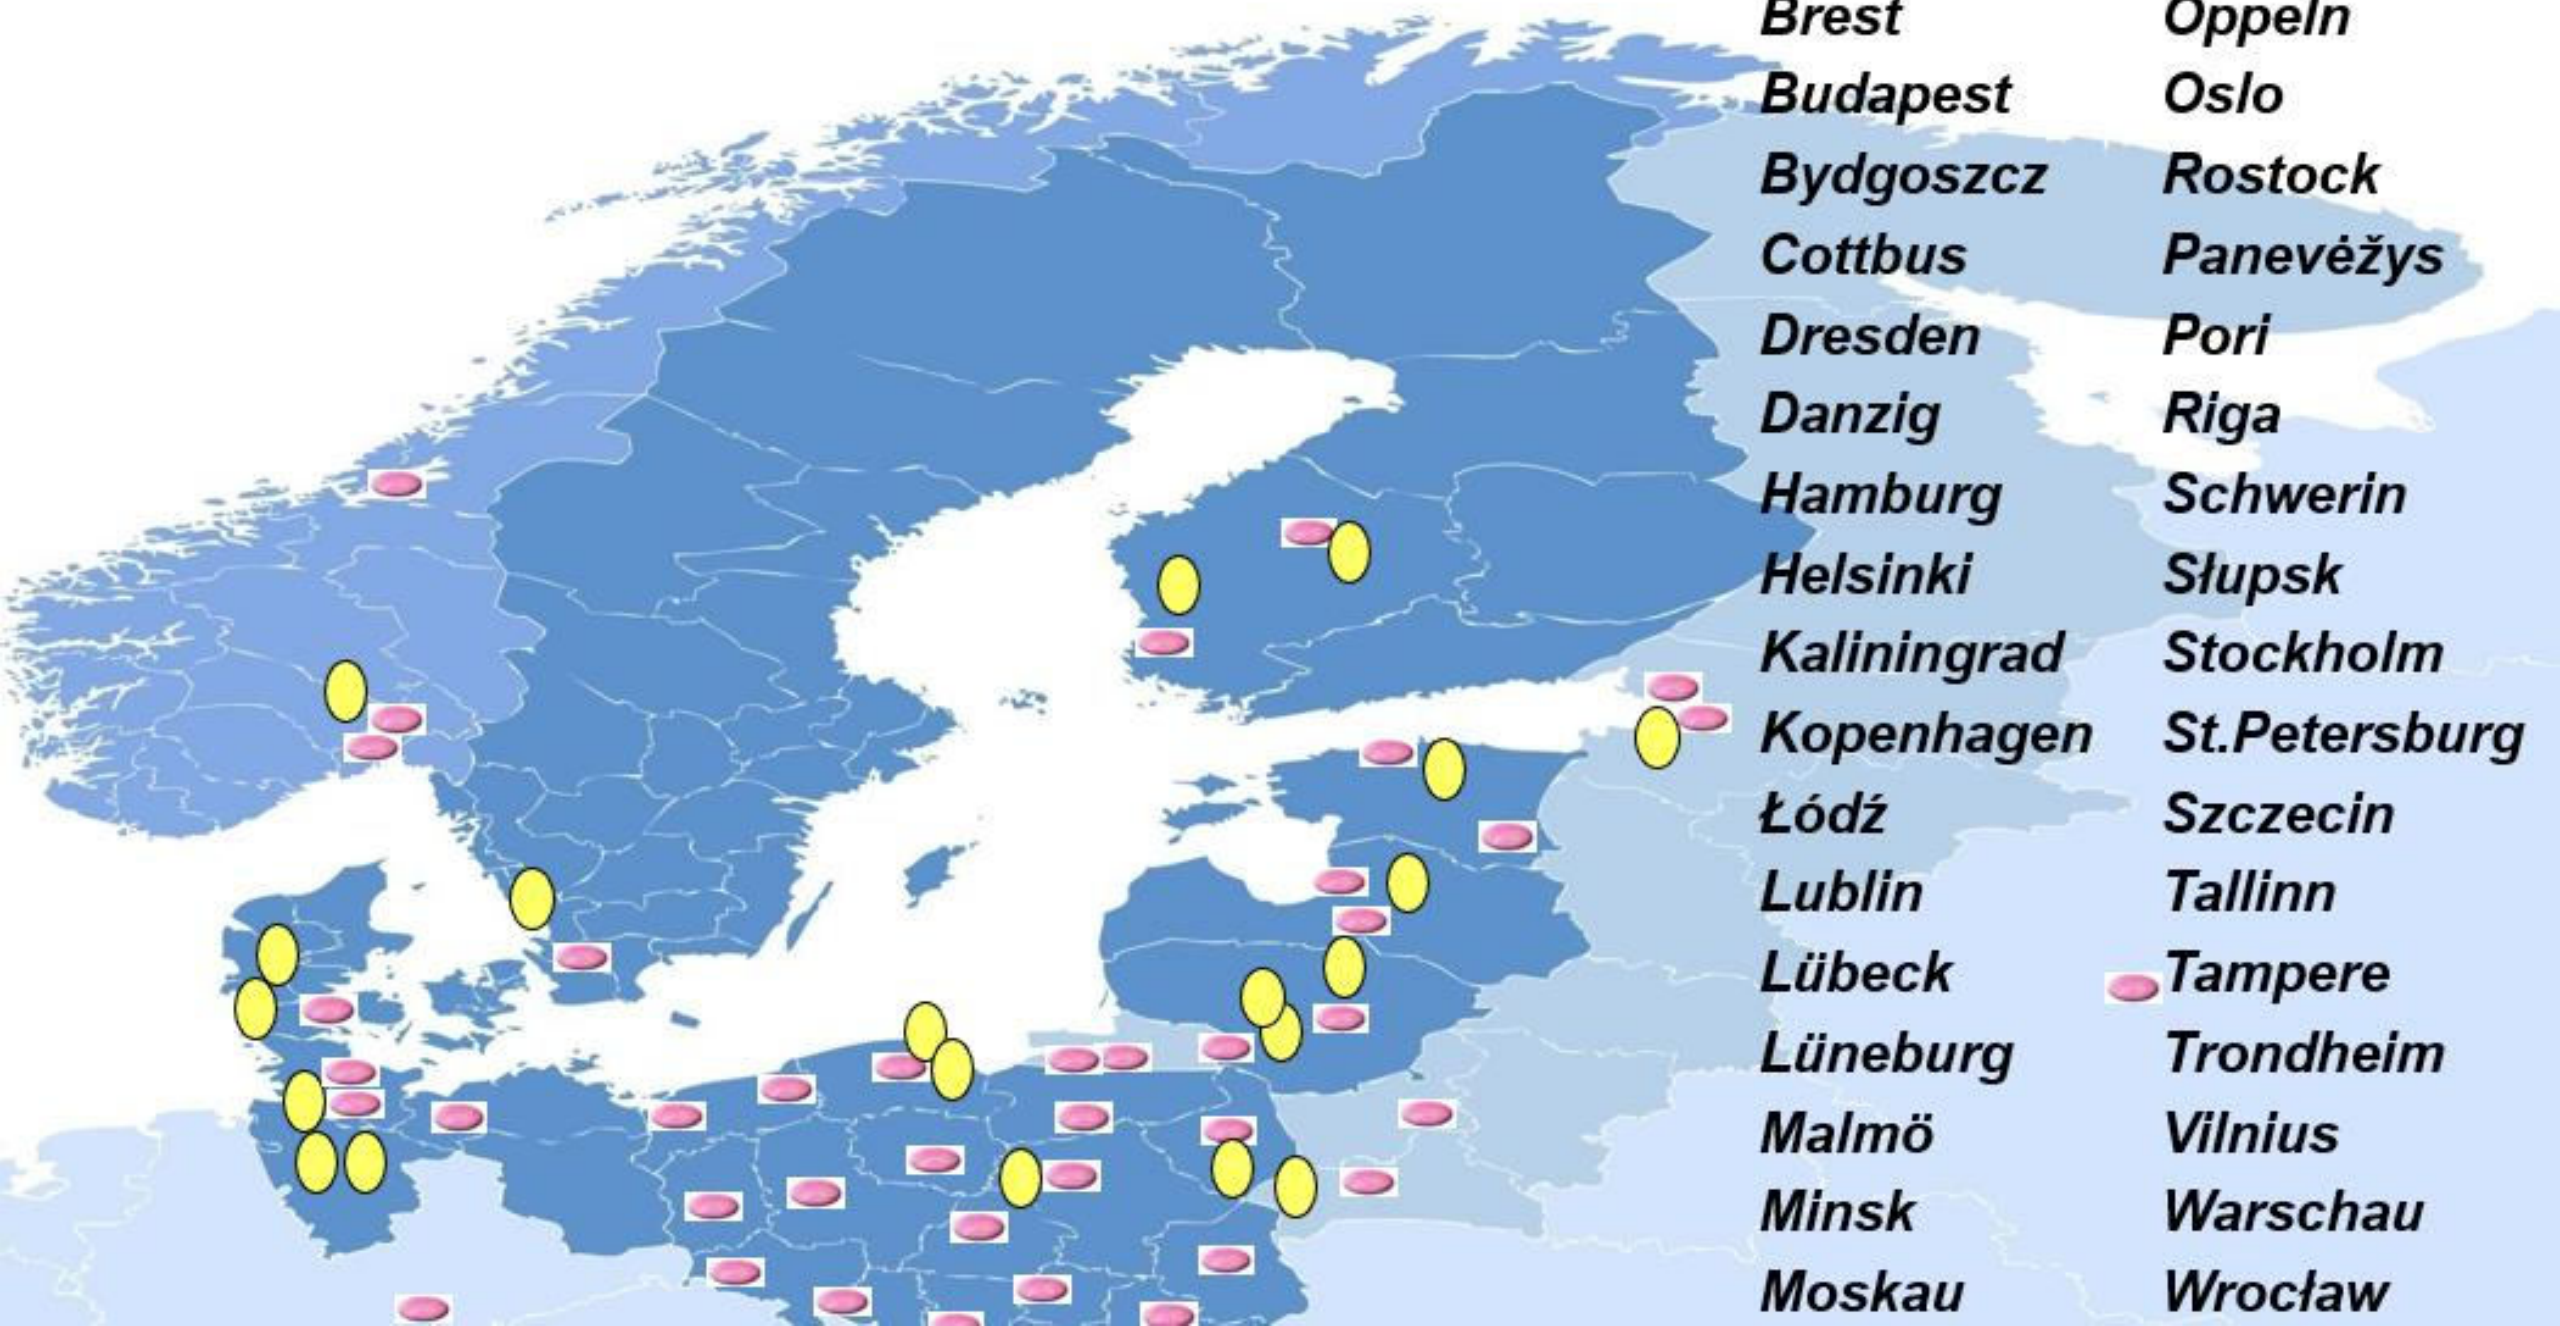 Brest
Budapest
Bydgoszcz
Cottbus
Dresden
Danzig
Hamburg
Helsinki
Kaliningrad
Kopenhagen
Łódź
Lublin
Lübeck
Lüneburg
Malmö
Minsk
Moskau
Oppeln
Oslo
Rostock
Panevėžys
Pori
Riga
Schwerin
Słupsk
Stockholm
St.Petersburg
Szczecin
Tallinn
Tampere
Trondheim
Vilnius
Warschau
Wrocław